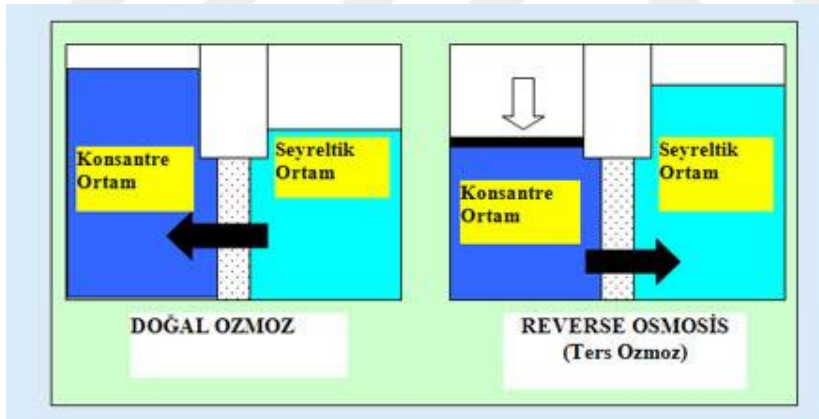 Konsantre
Ortam
Seyreltik
Ortam
DOĞAL OZMOZ
Konsantre
Ortam
Seyreltik
Ortam
REVERSE OSMOSİS
(Ters Ozmoz)